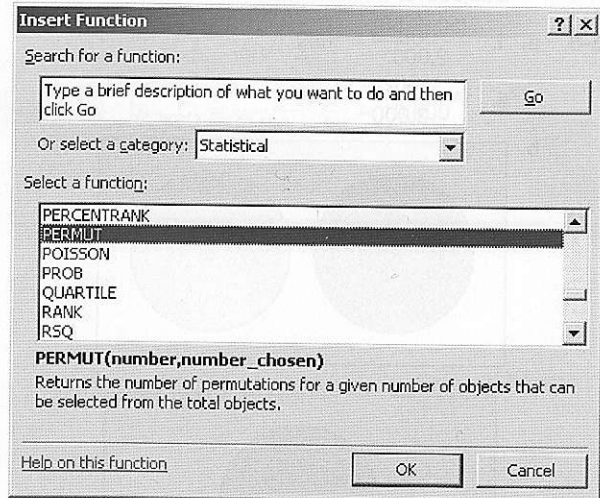 Insert Function
? X
Search for a function:
Type a brief description of what you want to do and then
click Go
Go
Or select a category: Statistical
Select a function:
PERCENTRANK
PERMUT
POISSON
PROB
QUARTILE
RANK
RSQ
PERMUT(number,number_chosen)
Returns the number of permutations for a given number of objects that can
be selected from the total objects.
Help on this function
OK
Cancel